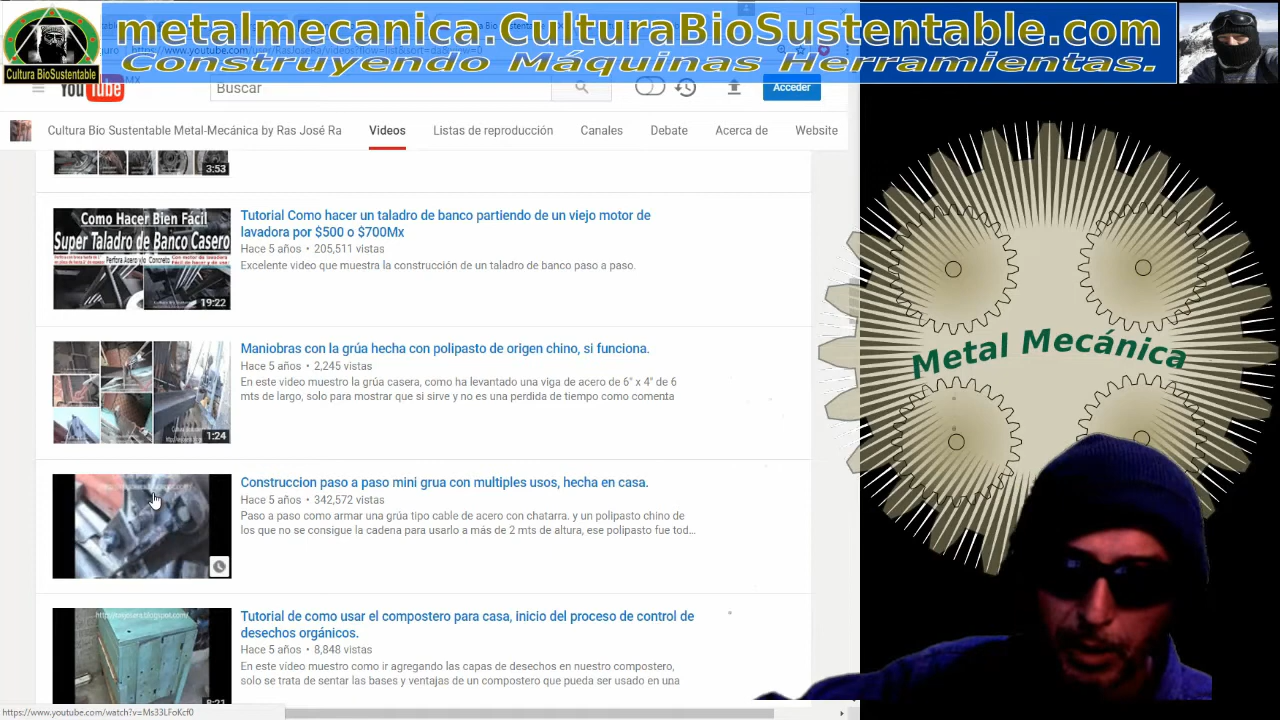 metalmecanica.CulturaBioSustentable.com
Construyendo Máquinas Herramientas.
Cultura BioSustentable
YouTube MX
Buscar
Acceder
Cultura Bio Sustentable Metal-Mecánica by Ras José Ra
Videos
Listas de reproducción
Canales
Debate
Acerca de
Website
3:53
Como Hacer Bien Fácil
Super Taladro de Banco Casero
19:22
Tutorial Como hacer un taladro de banco partiendo de un viejo motor de
lavadora por $500 o $700Mx
Hace 5 años • 205,511 vistas
Excelente video que muestra la construcción de un taladro de banco paso a paso.
1:24
Maniobras con la grúa hecha con polipasto de origen chino, si funciona.
Hace 5 años • 2,245 vistas
En este video muestro la grúa casera, como ha levantado una viga de acero de 6" x 4" de 6
mts de largo, solo para mostrar que si sirve y no es una perdida de tiempo como comenta
Construccion paso a paso mini grua con multiples usos, hecha en casa.
Hace 5 años • 342,572 vistas
Paso a paso como armar una grúa tipo cable de acero con chatarra. y un polipasto chino de
los que no se consigue la cadena para usarlo a más de 2 mts de altura, ese polipasto fue tod...
8:21
Tutorial de como usar el compostero para casa, inicio del proceso de control de
desechos orgánicos.
Hace 5 años • 8,848 vistas
En este video muestro como ir agregando las capas de desechos en nuestro compostero,
solo se trata de sentar las bases y ventajas de un compostero que pueda ser usado en una
https://www.youtube.com/watch?v=Ms33LFoKcf0
Metal Mecánica